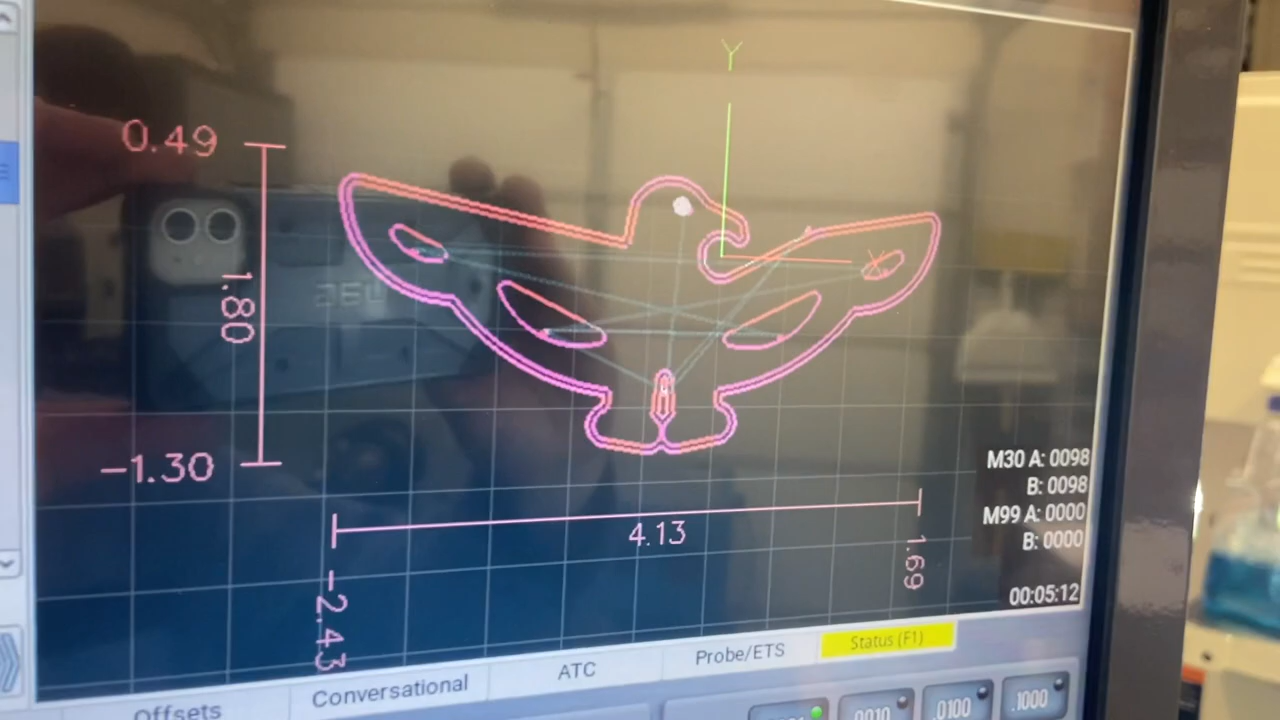 Y
0.49
1.80
X
-1.30
4.13
-2.43
1.69
M30 A: 0098
B: 0098
M99 A: 0000
B: 0000
00:05:12
Offsets
Conversational
ATC
Probe/ETS
Status (F1)
.0010
.0100
.1000